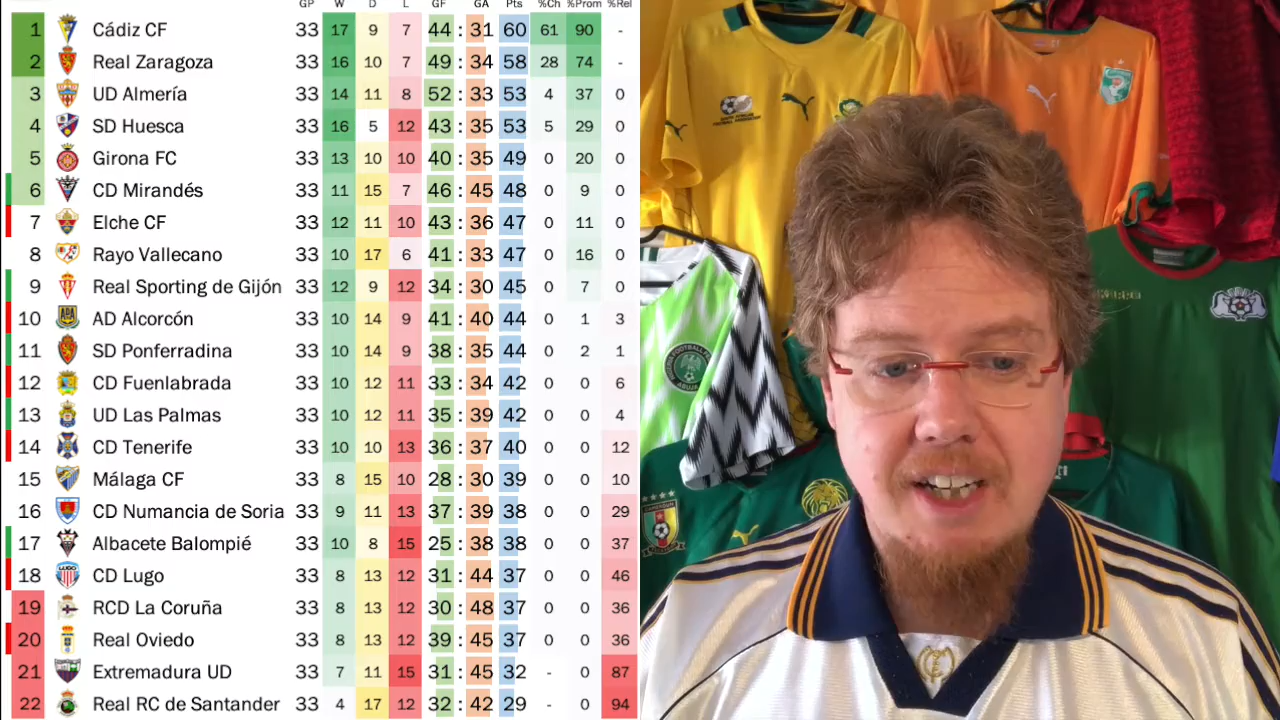 GP W D L GF GA Pts %Ch %Prom %Rel
1 Cádiz CF 33 17 9 7 44 : 31 60 61 90 -
2 Real Zaragoza 33 16 10 7 49 : 34 58 28 74 -
3 UD Almería 33 14 11 8 52 : 33 53 4 37 0
4 SD Huesca 33 16 5 12 43 : 35 53 5 29 0
5 Girona FC 33 13 10 10 40 : 35 49 0 20 0
6 CD Mirandés 33 11 15 7 46 : 45 48 0 9 0
7 Elche CF 33 12 11 10 43 : 36 47 0 11 0
8 Rayo Vallecano 33 10 17 6 41 : 33 47 0 16 0
9 Real Sporting de Gijón 33 12 9 12 34 : 30 45 0 7 0
10 AD Alcorcón 33 10 14 9 41 : 40 44 0 1 3
11 SD Ponferradina 33 10 14 9 38 : 35 44 0 2 1
12 CD Fuenlabrada 33 10 12 11 33 : 34 42 0 0 6
13 UD Las Palmas 33 10 12 11 35 : 39 42 0 0 4
14 CD Tenerife 33 10 10 13 36 : 37 40 0 0 12
15 Málaga CF 33 8 15 10 28 : 30 39 0 0 10
16 CD Numancia de Soria 33 9 11 13 37 : 39 38 0 0 29
17 Albacete Balompié 33 10 8 15 25 : 38 38 0 0 37
18 CD Lugo 33 8 13 12 31 : 44 37 0 0 46
19 RCD La Coruña 33 8 13 12 30 : 48 37 0 0 36
20 Real Oviedo 33 8 13 12 39 : 45 37 0 0 36
21 Extremadura UD 33 7 11 15 31 : 45 32 - 0 87
22 Real RC de Santander 33 4 17 12 32 : 42 29 - 0 94